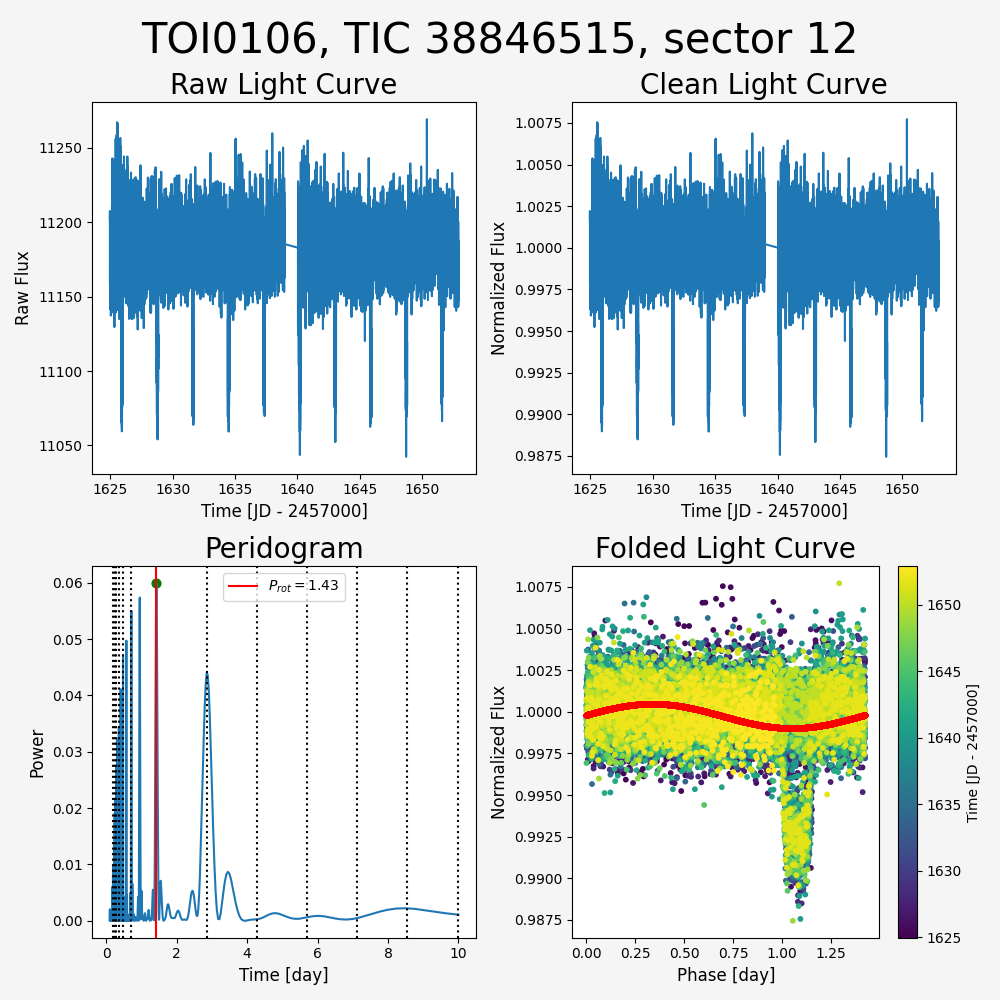 TOI0106, TIC 38846515, sector 12
Raw Light Curve
Clean Light Curve
11250
11200
11150
11100
11050
Raw Flux
1625 1630 1635 1640 1645 1650
Time [JD - 2457000]
1.0075
1.0050
1.0025
1.0000
0.9975
0.9950
0.9925
0.9900
0.9875
Normalized Flux
1625 1630 1635 1640 1645 1650
Time [JD - 2457000]
Peridogram
Folded Light Curve
P_rot = 1.43
0.06
0.05
0.04
0.03
0.02
0.01
0.00
Power
0 2 4 6 8 10
Time [day]
1.0075
1.0050
1.0025
1.0000
0.9975
0.9950
0.9925
0.9900
0.9875
Normalized Flux
0.00 0.25 0.50 0.75 1.00 1.25
Phase [day]
1650
1645
1640
1635
1630
1625
Time [JD - 2457000]